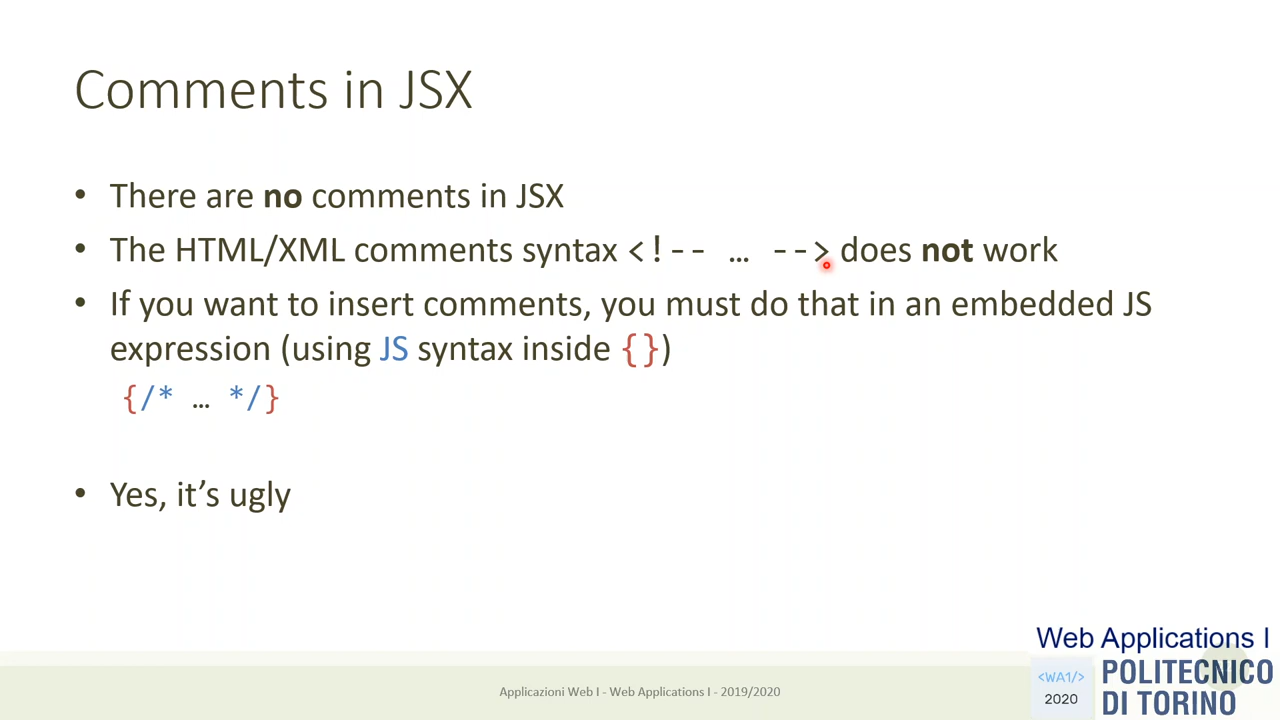 Comments in JSX
• There are no comments in JSX
• The HTML/XML comments syntax <!-- … --> does not work
• If you want to insert comments, you must do that in an embedded JS
expression (using JS syntax inside {})
{/* … */}
• Yes, it’s ugly
Web Applications I
Applicazioni Web I - Web Applications I - 2019/2020
<WA1/>
2020
POLITECNICO
DI TORINO